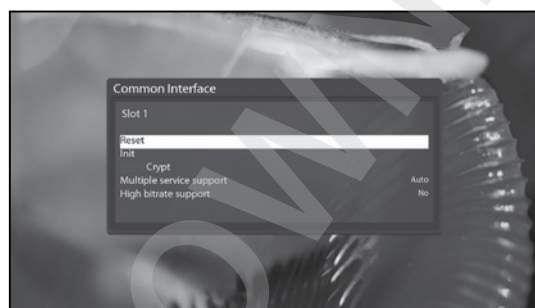 Common Interface
Slot 1
Reset
Init
Crypt
Multiple service support Auto
High bitrate support No